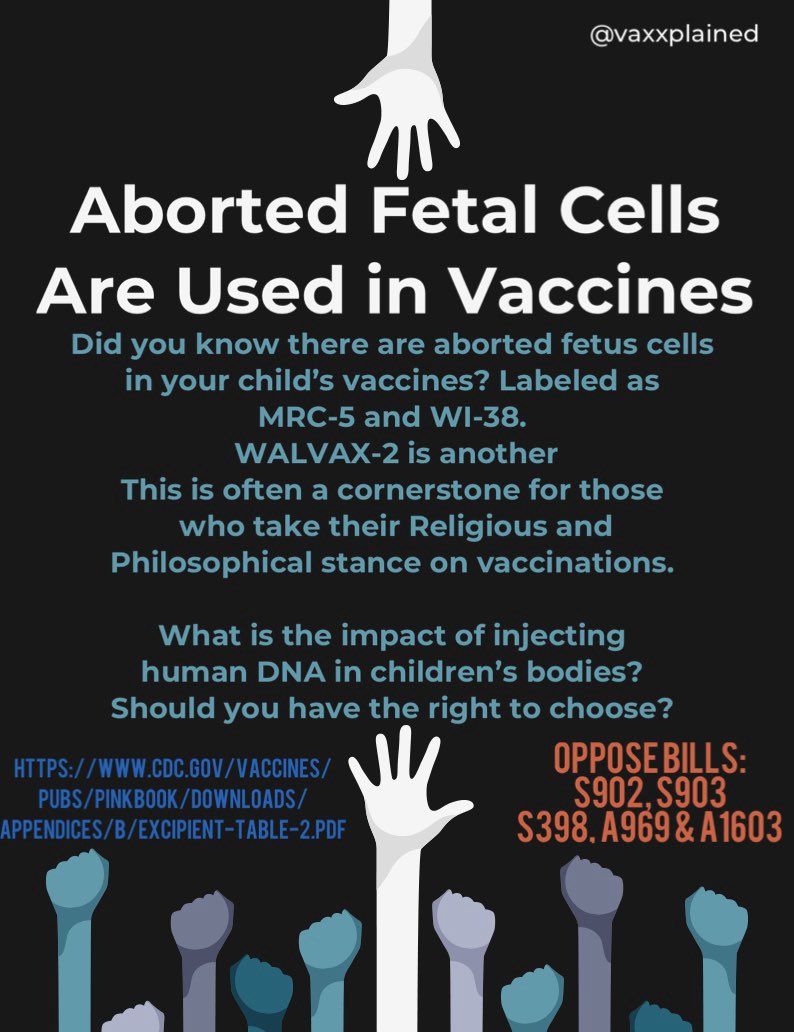 @vaxxplained
Aborted Fetal Cells
Are Used in Vaccines
Did you know there are aborted fetus cells
in your child's vaccines? Labeled as
MRC-5 and WI-38.
WALVAX-2 is another
This is often a cornerstone for those
who take their Religious and
Philosophical stance on vaccinations.
What is the impact of injecting
human DNA in children's bodies?
Should you have the right to choose?
HTTPS://WWW.CDC.GOV/VACCINES/
PUBS/PINKBOOK/DOWNLOADS/
APPENDICES/B/EXCIPIENT-TABLE-2.PDF
OPPOSE BILLS:
S902, S903
S398, A969 & A1603